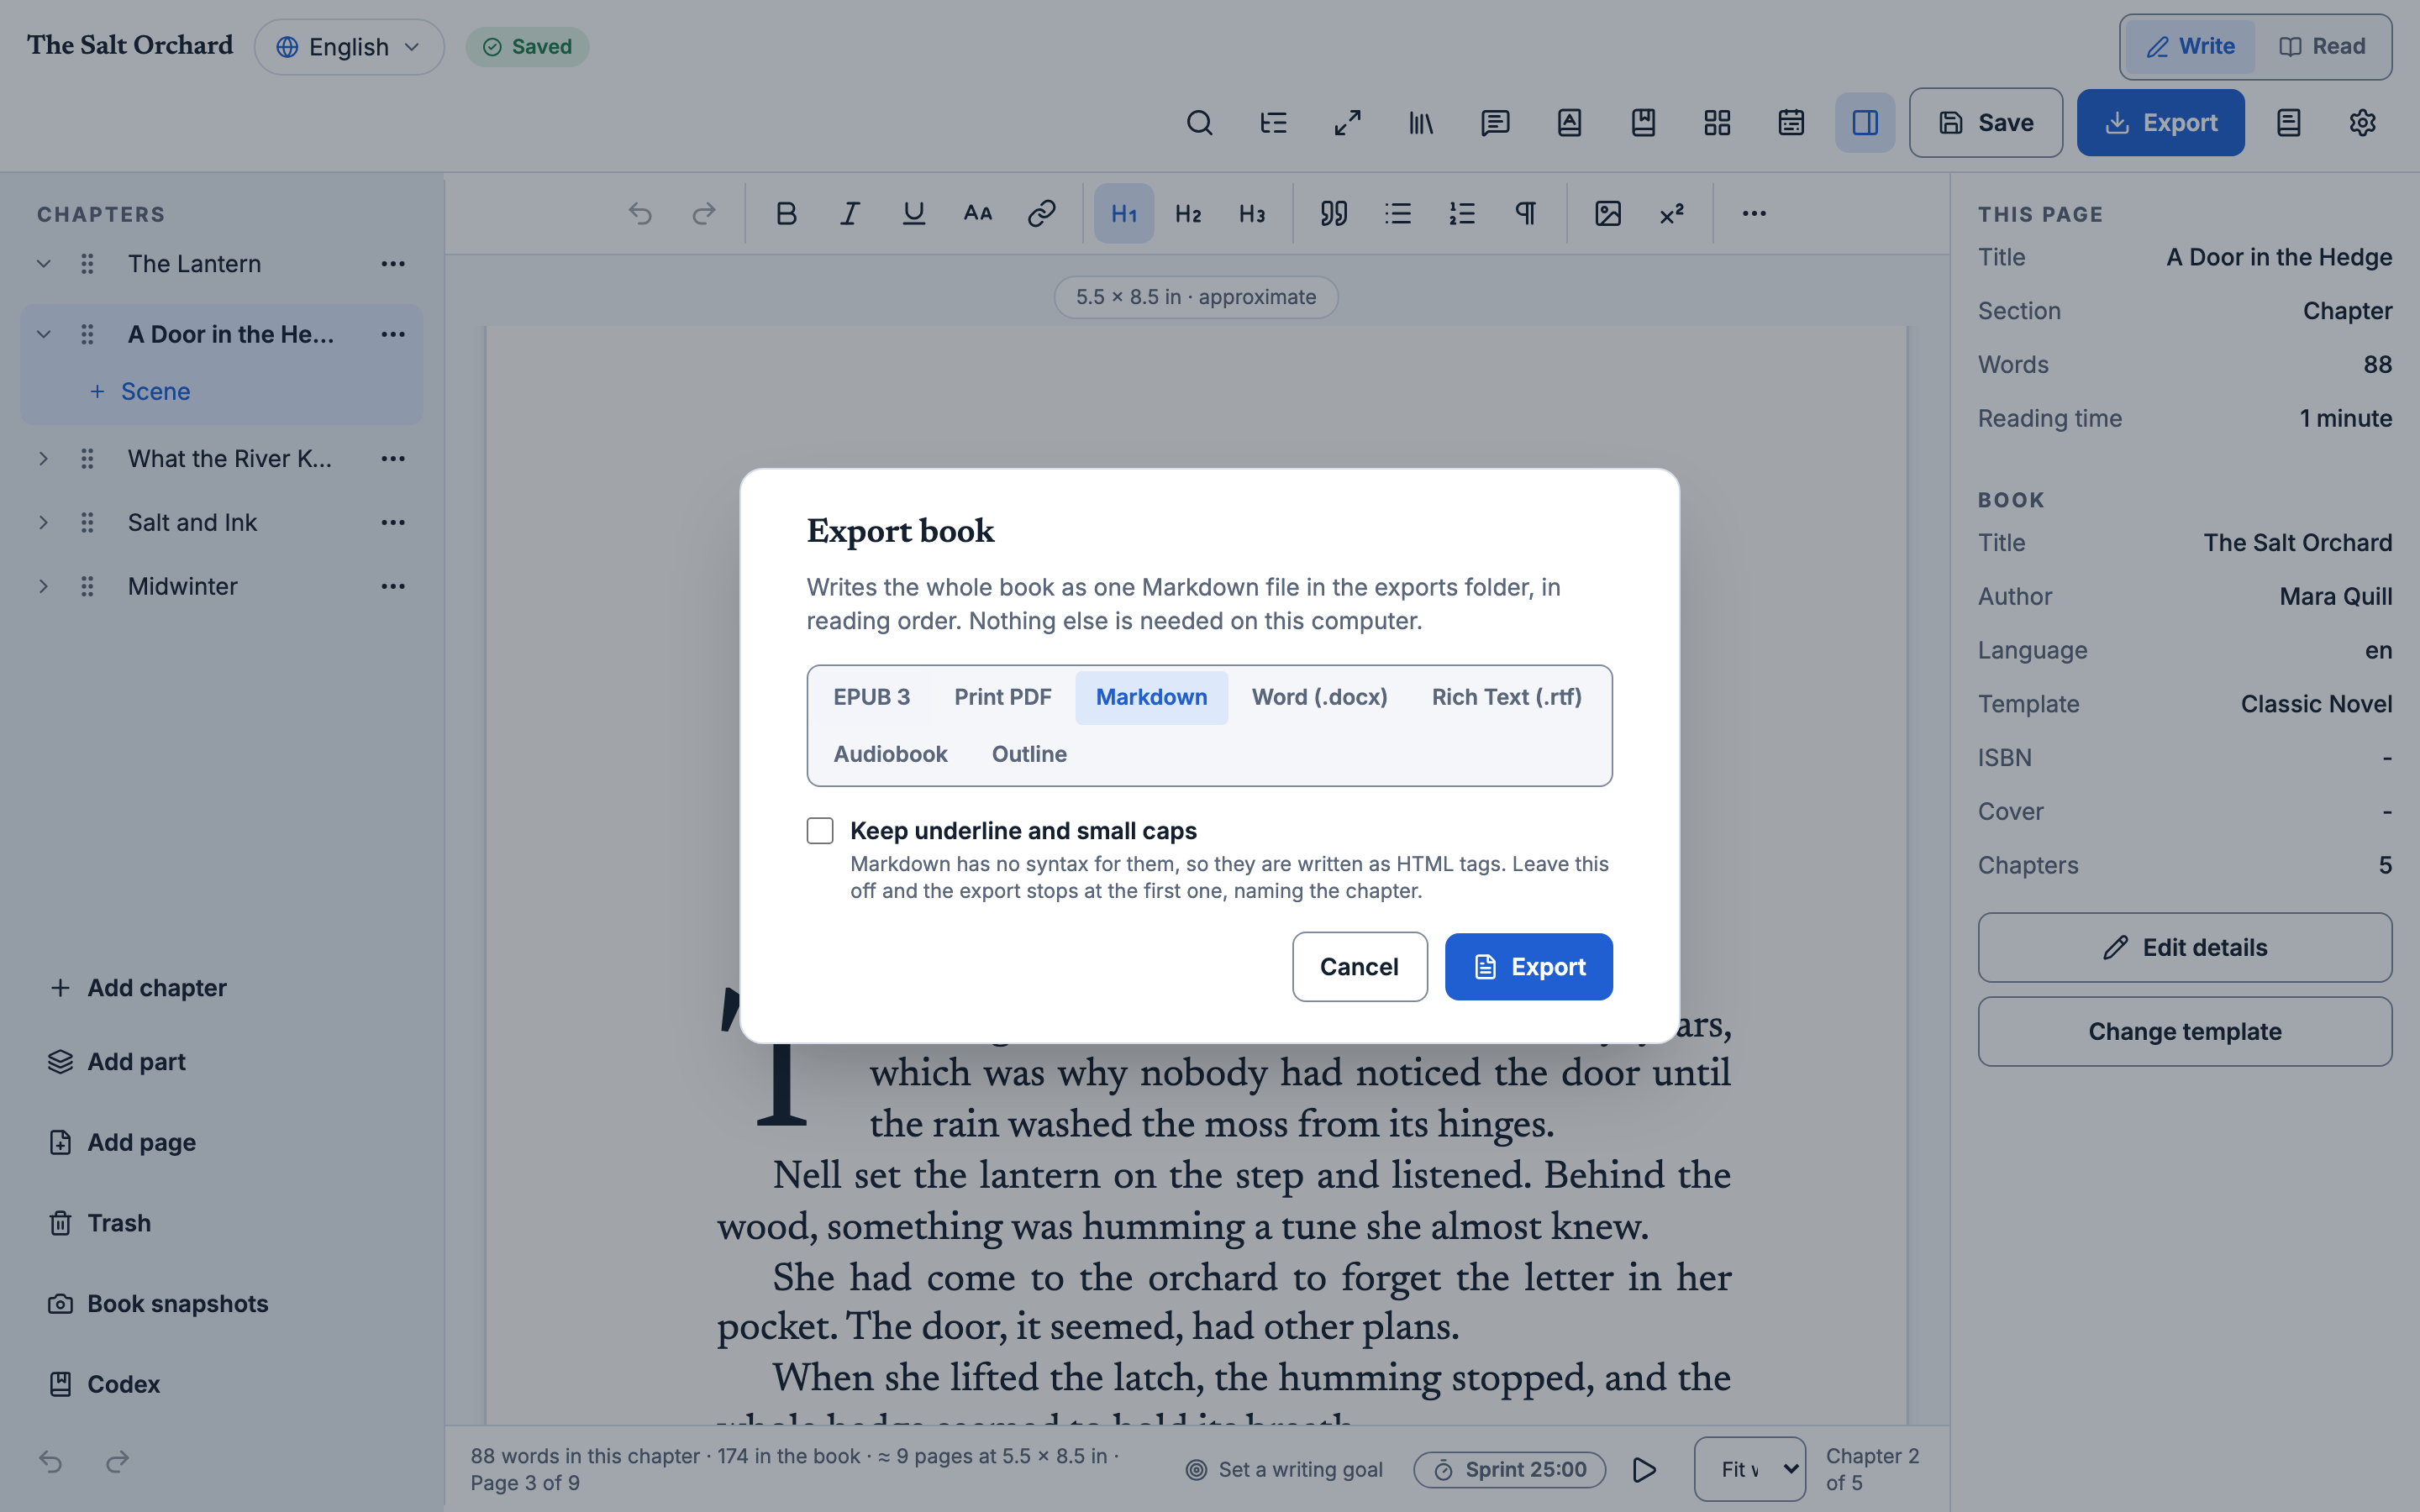 The Salt Orchard
English
Saved
Write
Read
Save
Export
CHAPTERS
The Lantern
A Door in the He...
+ Scene
What the River K...
Salt and Ink
Midwinter
Add chapter
Add part
Add page
Trash
Book snapshots
Codex
B I U AA
H1 H2 H3
x²
5.5 × 8.5 in · approximate
Export book
Writes the whole book as one Markdown file in the exports folder, in
reading order. Nothing else is needed on this computer.
EPUB 3
Print PDF
Markdown
Word (.docx)
Rich Text (.rtf)
Audiobook
Outline
Keep underline and small caps
Markdown has no syntax for them, so they are written as HTML tags. Leave this
off and the export stops at the first one, naming the chapter.
Cancel
Export
which was why nobody had noticed the door until
the rain washed the moss from its hinges.
Nell set the lantern on the step and listened. Behind the
wood, something was humming a tune she almost knew.
She had come to the orchard to forget the letter in her
pocket. The door, it seemed, had other plans.
When she lifted the latch, the humming stopped, and the
88 words in this chapter · 174 in the book · ≈ 9 pages at 5.5 × 8.5 in ·
Page 3 of 9
Set a writing goal
Sprint 25:00
Fit
Chapter 2
of 5
THIS PAGE
Title A Door in the Hedge
Section Chapter
Words 88
Reading time 1 minute
BOOK
Title The Salt Orchard
Author Mara Quill
Language en
Template Classic Novel
ISBN -
Cover -
Chapters 5
Edit details
Change template